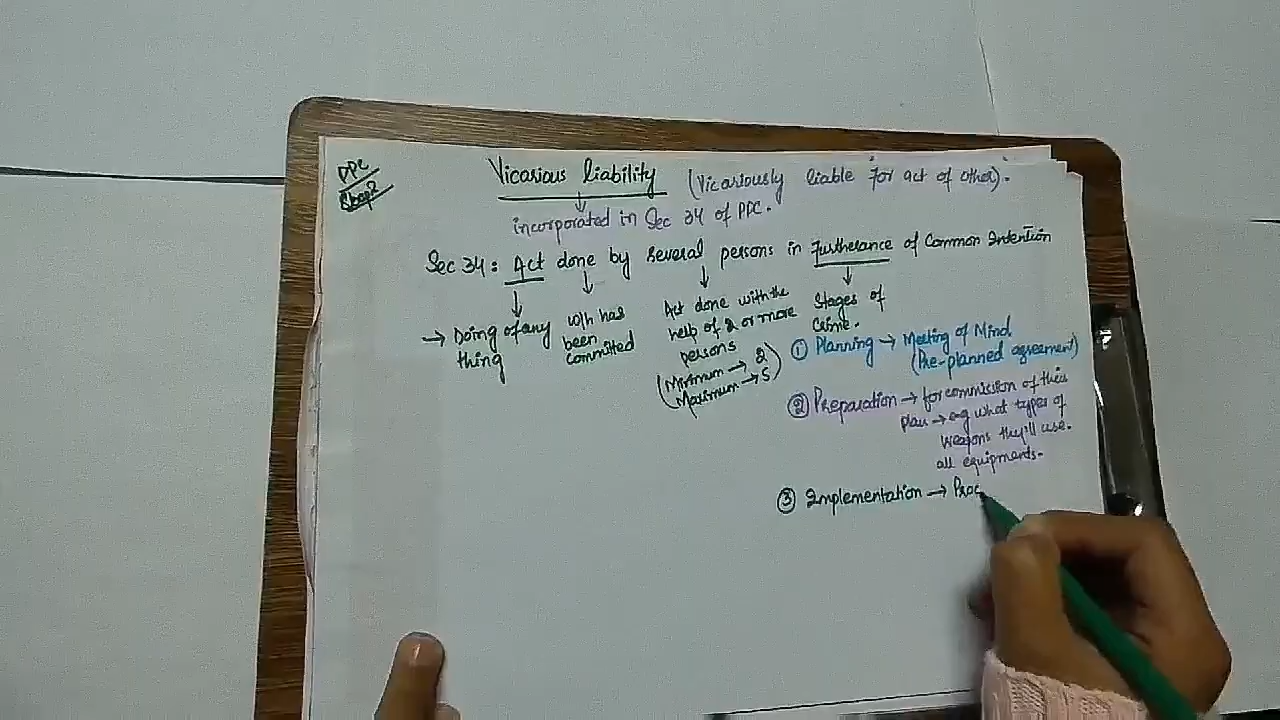 PPC
Chap 2
Vicarious liability (Vicariously liable for act of other).
incorporated in Sec 34 of PPC.
Sec 34: Act done by several persons in furtherance of Common Intention
→ Doing of any
thing
w/h has
been
committed
Act done with the
help of 2 or more
persons
(Minimum → 2
Maximum → 5)
Stages of
Crime.
① Planning → Meeting of Mind
(Pre-planned agreement)
② Preparation → for commission of their
plan → e.g what types of
weapons they'll use.
all equipments.
③ Implementation → Proc